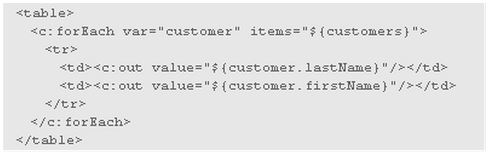 <table>
  <c:forEach var="customer" items="${customers}">
    <tr>
      <td><c:out value="${customer.lastName}"/></td>
      <td><c:out value="${customer.firstName}"/></td>
    </tr>
  </c:forEach>
</table>